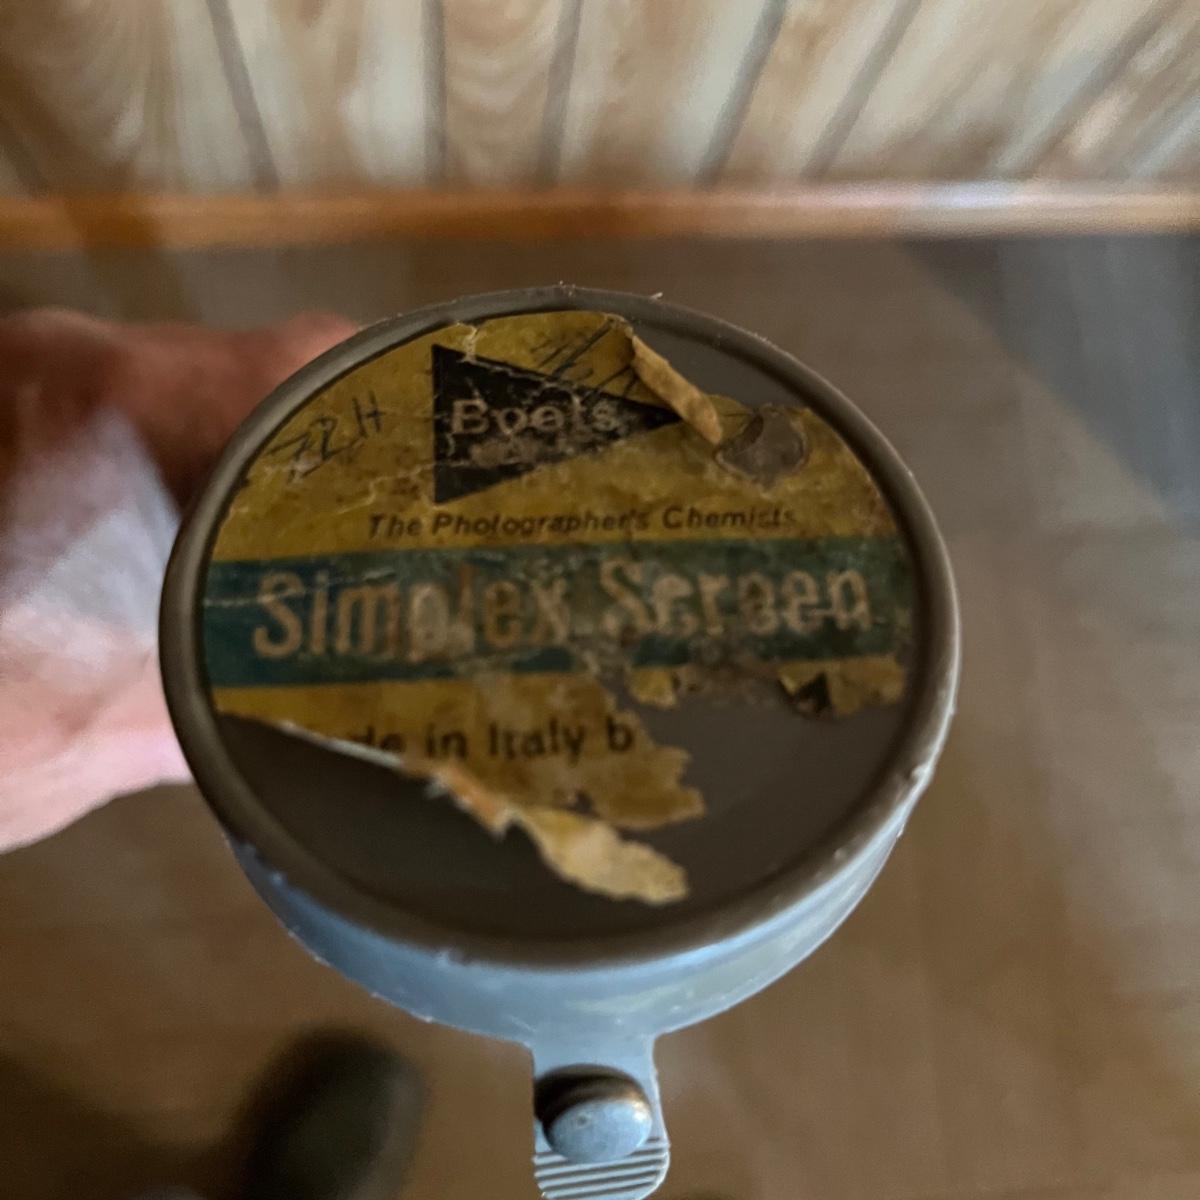 Boots
The Photographer's Chemists
Simplex Screen
de in Italy b